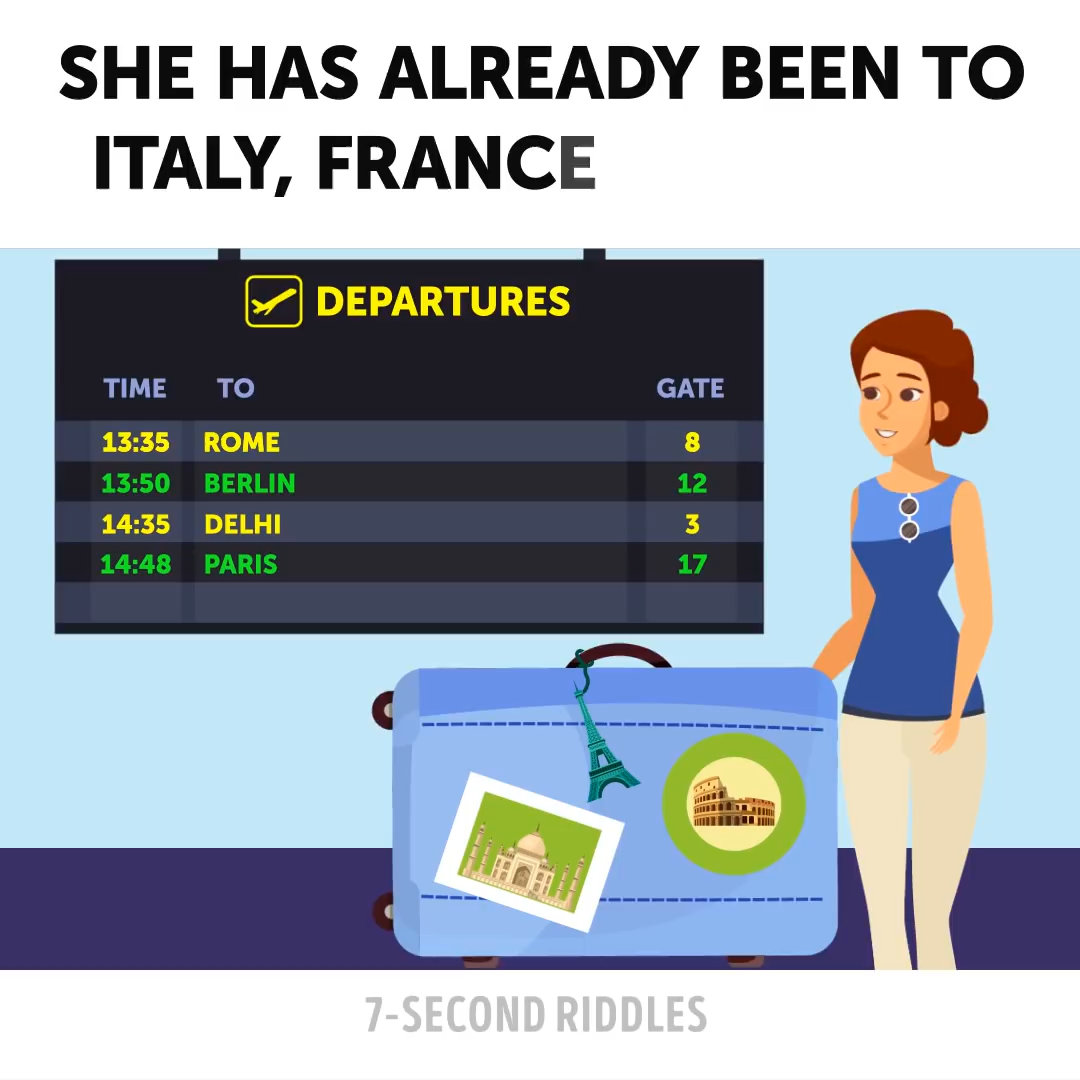 SHE HAS ALREADY BEEN TO
ITALY, FRANCE
DEPARTURES
TIME TO GATE
13:35 ROME 8
13:50 BERLIN 12
14:35 DELHI 3
14:48 PARIS 17
7-SECOND RIDDLES